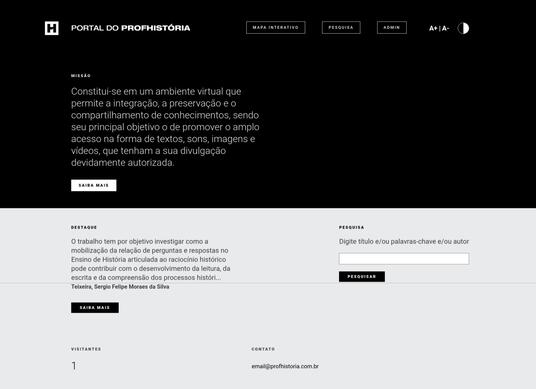 H PORTAL DO PROFHISTÓRIA
MAPA INTERATIVO PESQUISA ADMIN A+ | A-
MISSÃO
Constitui-se em um ambiente virtual que
permite a integração, a preservação e o
compartilhamento de conhecimentos, sendo
seu principal objetivo o de promover o amplo
acesso na forma de textos, sons, imagens e
vídeos, que tenham a sua divulgação
devidamente autorizada.
SAIBA MAIS
DESTAQUE
O trabalho tem por objetivo investigar como a
mobilização da relação de perguntas e respostas no
Ensino de História articulada ao raciocínio histórico
pode contribuir com o desenvolvimento da leitura, da
escrita e da compreensão dos processos históri...
Teixeira, Sergio Felipe Moraes da Silva
SAIBA MAIS
PESQUISA
Digite título e/ou palavras-chave e/ou autor
PESQUISAR
VISITANTES
1
CONTATO
email@profhistoria.com.br